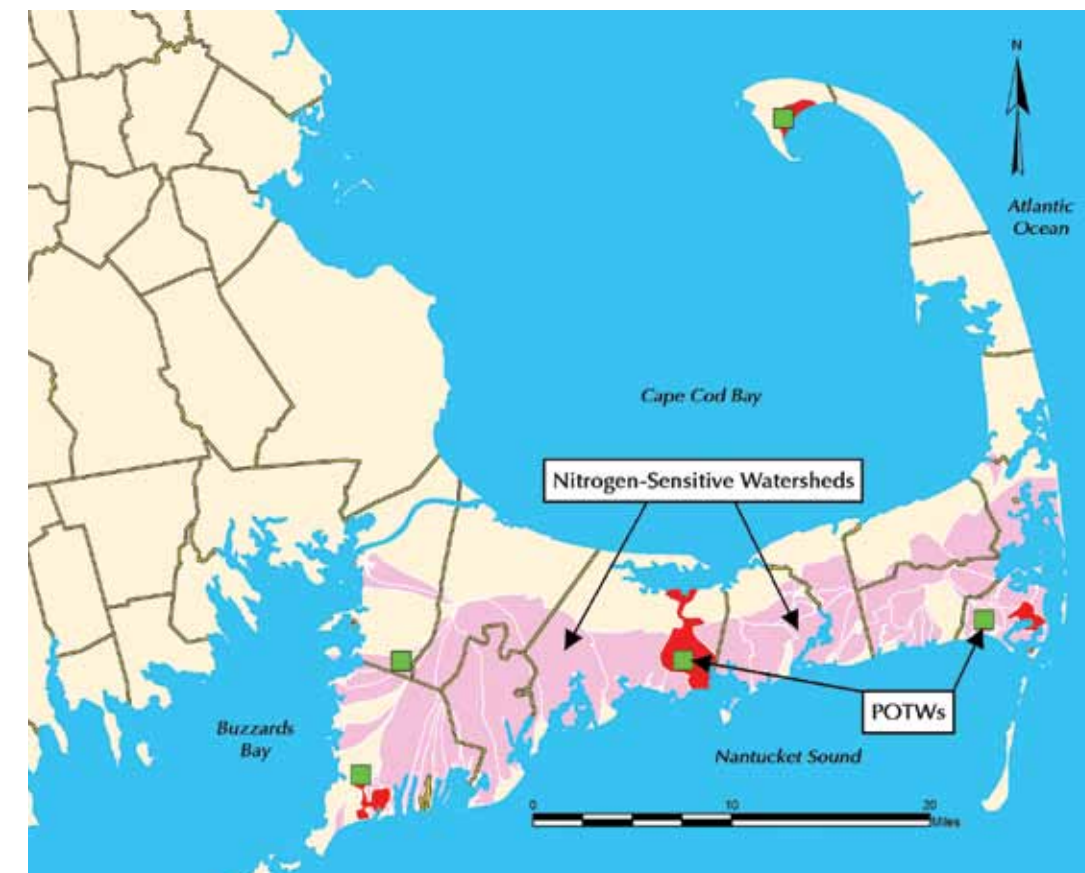 N
Atlantic
Ocean
Cape Cod Bay
Nitrogen-Sensitive Watersheds
POTWs
Buzzards
Bay
Nantucket Sound
0 10 20
Miles